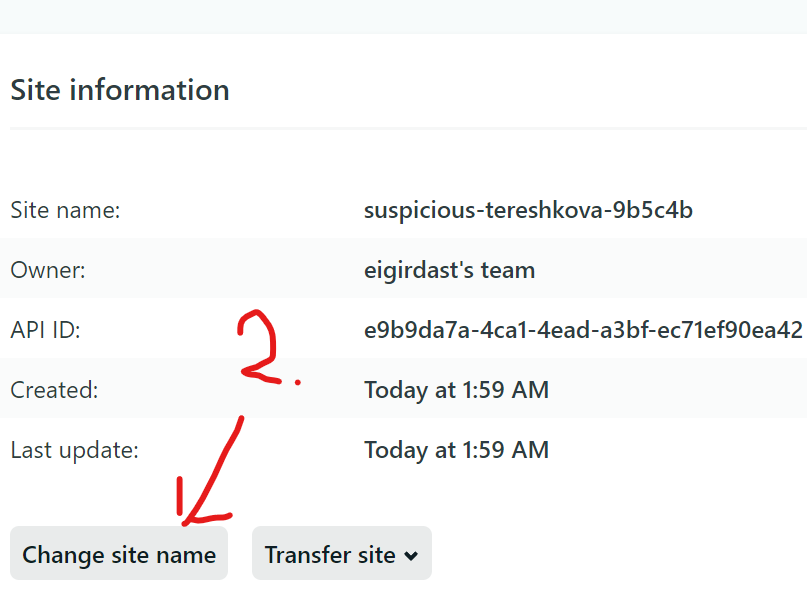 Site information
Site name: suspicious-tereshkova-9b5c4b
Owner: eigirdast's team
API ID: e9b9da7a-4ca1-4ead-a3bf-ec71ef90ea42
2.
Created: Today at 1:59 AM
Last update: Today at 1:59 AM
Change site name Transfer site